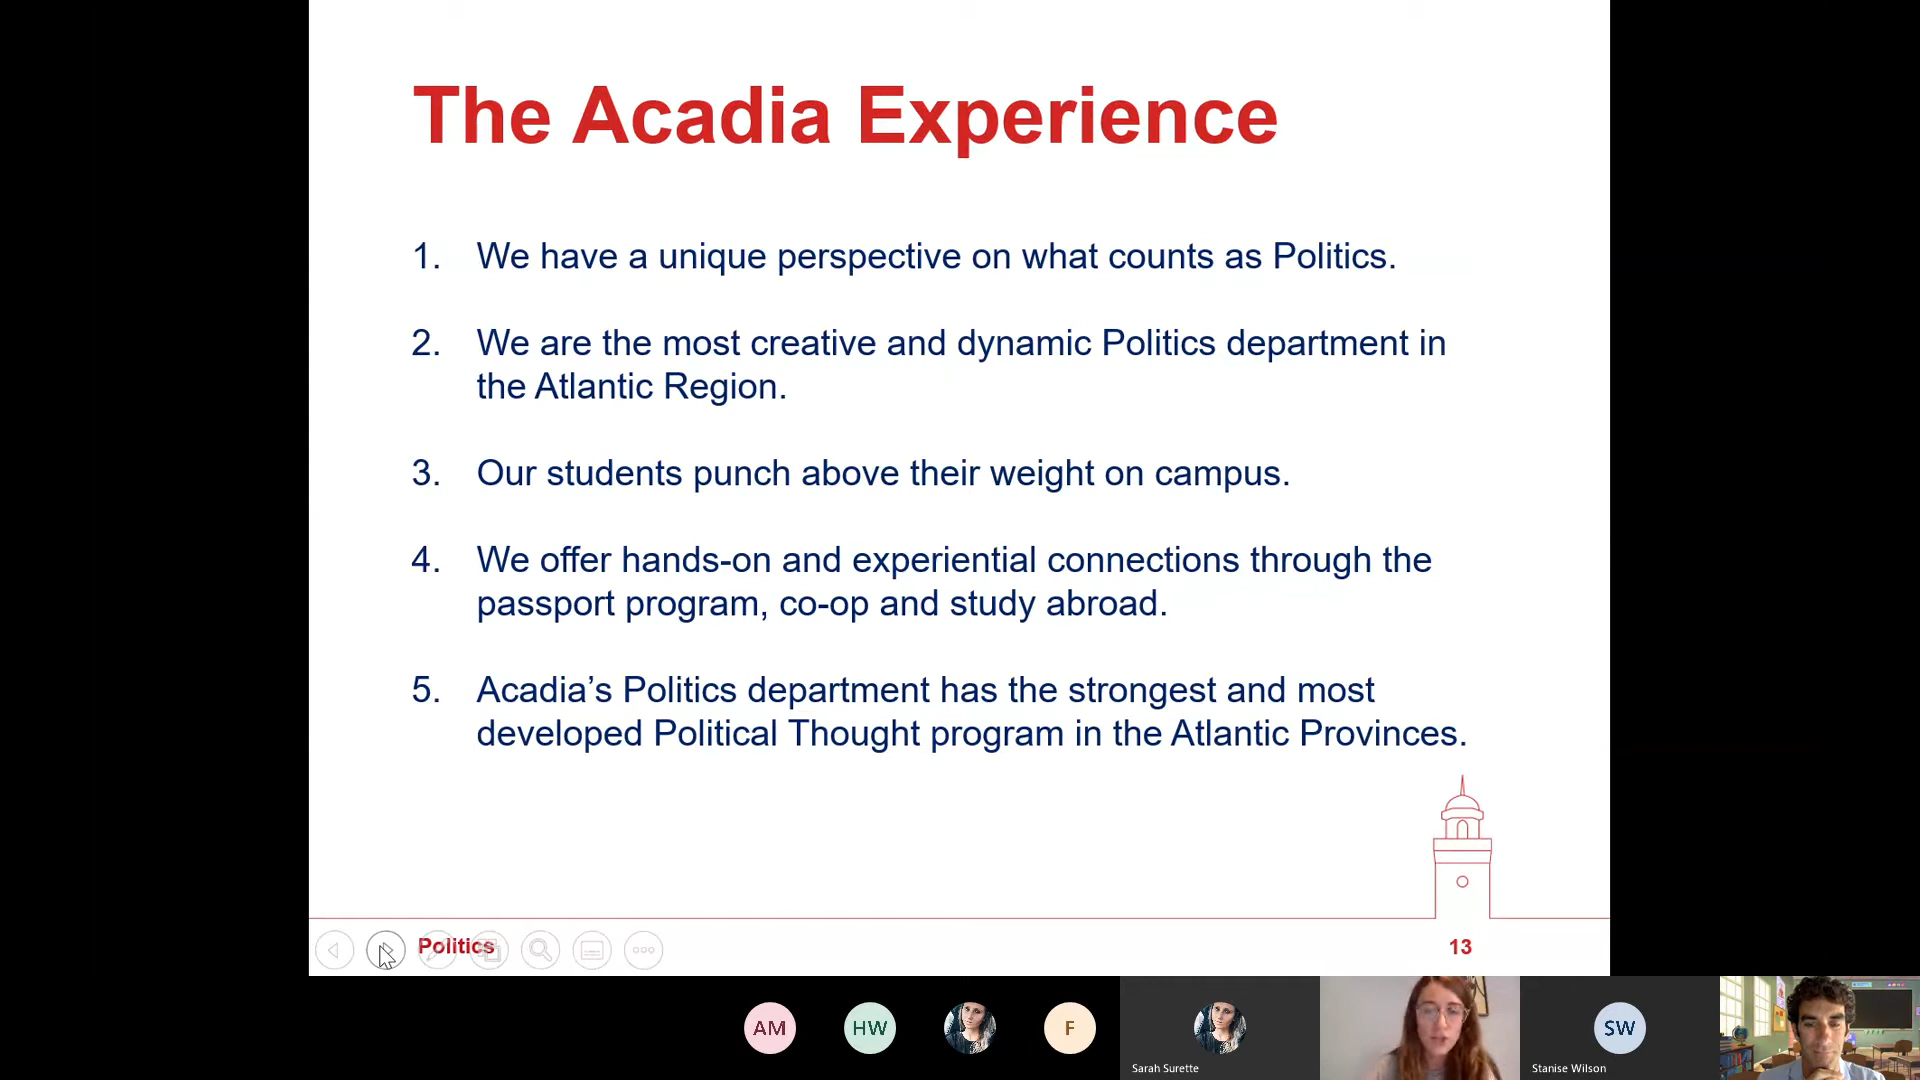 The Acadia Experience
1. We have a unique perspective on what counts as Politics.
2. We are the most creative and dynamic Politics department in
the Atlantic Region.
3. Our students punch above their weight on campus.
4. We offer hands-on and experiential connections through the
passport program, co-op and study abroad.
5. Acadia’s Politics department has the strongest and most
developed Political Thought program in the Atlantic Provinces.
Politics
13
AM
HW
F
SW
Sarah Surette
Stanise Wilson